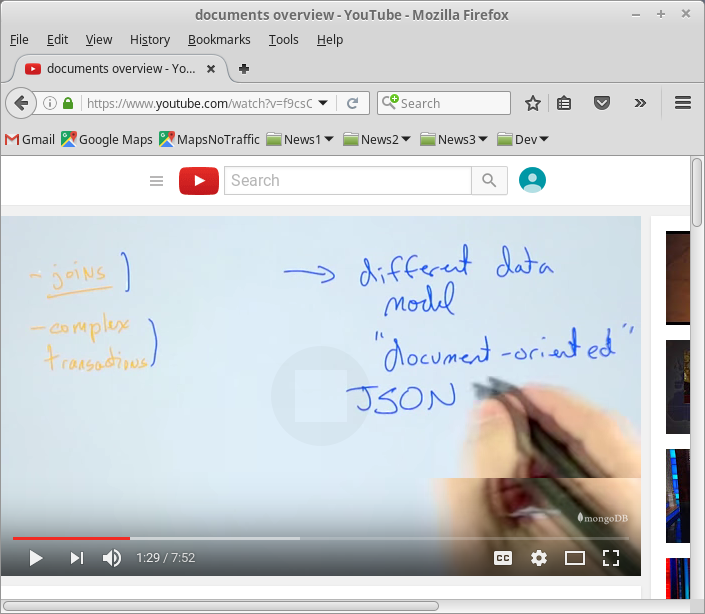 documents overview - YouTube - Mozilla Firefox
File Edit View History Bookmarks Tools Help
documents overview - Yo...
https://www.youtube.com/watch?v=f9csC
Search
Gmail Google Maps MapsNoTraffic News1 News2 News3 Dev
Search
- joins
- complex
transactions
→ different data
model
"document-oriented"
JSON
mongoDB
1:29 / 7:52
CC